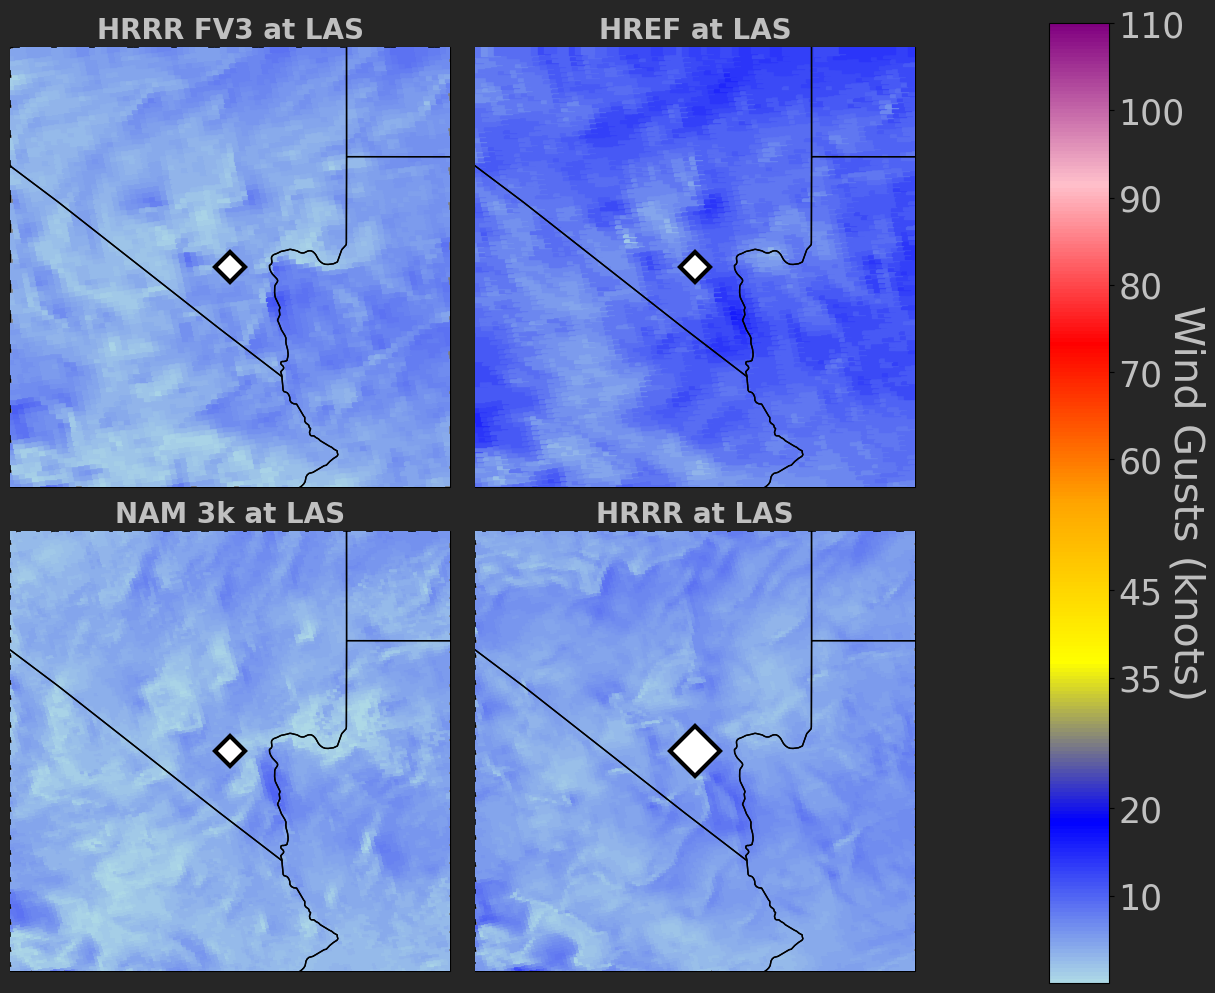 HRRR FV3 at LAS
HREF at LAS
NAM 3k at LAS
HRRR at LAS
110
100
90
80
70
60
45
35
20
10
Wind Gusts (knots)